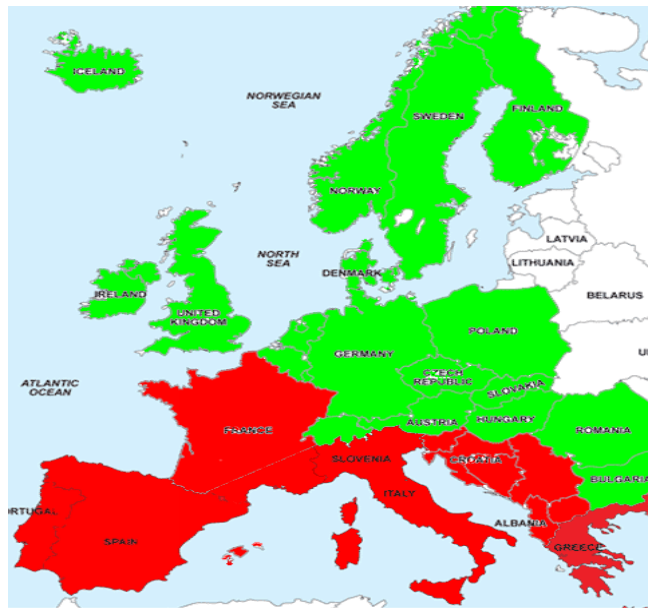 ICELAND
NORWEGIAN
SEA
SWEDEN
FINLAND
NORWAY
NORTH
SEA
DENMARK
LATVIA
LITHUANIA
BELARUS
IRELAND
UNITED
KINGDOM
POLAND
GERMANY
CZECH
REPUBLIC
SLOVAKIA
ATLANTIC
OCEAN
AUSTRIA
HUNGARY
ROMANIA
FRANCE
SLOVENIA
CROATIA
BULGARIA
ITALY
ORTUGAL
SPAIN
ALBANIA
GREECE